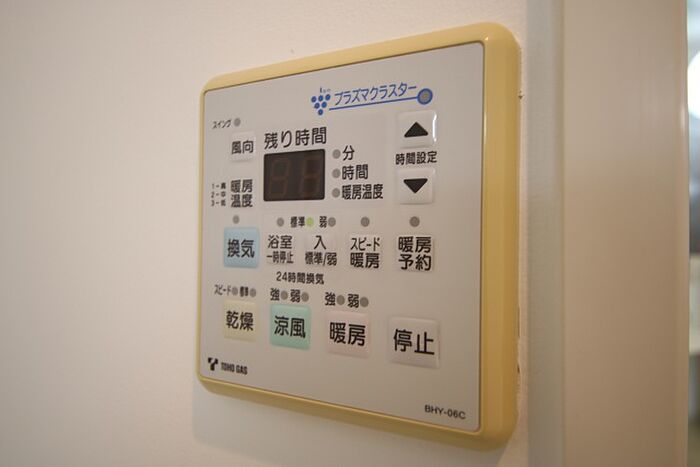 プラズマクラスター
スイング
風向
残り時間
分
時間
暖房温度
時間設定
1－高
2－中
3－低
暖房
温度
標準 弱
換気
浴室
一時停止
入
標準/弱
スピード
暖房
暖房
予約
24時間換気
スピード 標準
強 弱
強 弱
乾燥
涼風
暖房
停止
TOHO GAS
BHY-06C